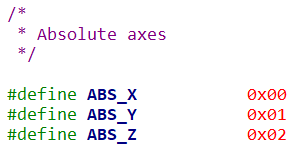 /*
 * Absolute axes
 */
#define ABS_X 0x00
#define ABS_Y 0x01
#define ABS_Z 0x02